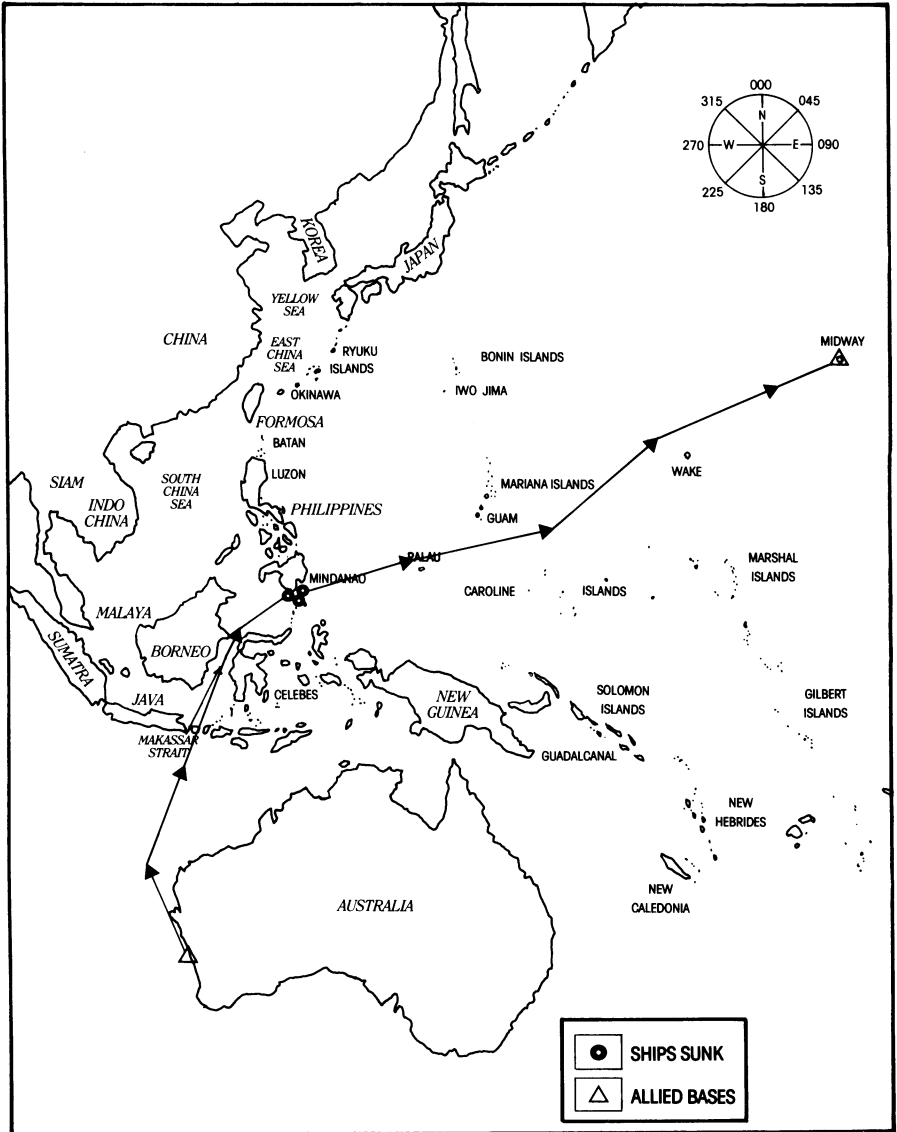 000
315
045
N
270
W
E
090
S
225
135
180
KOREA
JAPAN
YELLOW
SEA
CHINA
EAST
CHINA
SEA
RYUKU
ISLANDS
OKINAWA
BONIN ISLANDS
IWO JIMA
MIDWAY
FORMOSA
BATAN
LUZON
SIAM
INDO
CHINA
SOUTH
CHINA
SEA
PHILIPPINES
MARIANA ISLANDS
GUAM
WAKE
PALAU
MINDANAO
CAROLINE
ISLANDS
MARSHAL
ISLANDS
MALAYA
SUMATRA
BORNEO
JAVA
CELEBES
MAKASSAR
STRAIT
NEW
GUINEA
SOLOMON
ISLANDS
GUADALCANAL
GILBERT
ISLANDS
NEW
HEBRIDES
NEW
CALEDONIA
AUSTRALIA
SHIPS SUNK
ALLIED BASES